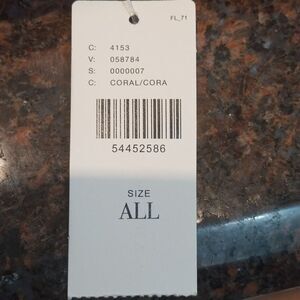 FL_71
C: 4153
V: 058784
S: 0000007
C: CORAL/CORA
54452586
SIZE
ALL